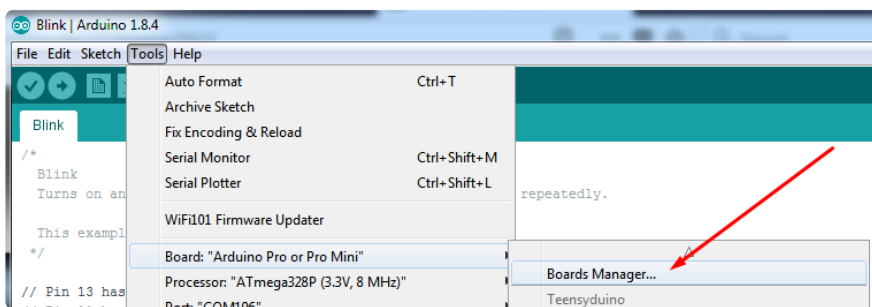 Blink | Arduino 1.8.4
File Edit Sketch Tools Help
Auto Format Ctrl+T
Archive Sketch
Fix Encoding & Reload
Serial Monitor Ctrl+Shift+M
Serial Plotter Ctrl+Shift+L
WiFi101 Firmware Updater
Board: "Arduino Pro or Pro Mini"
Processor: "ATmega328P (3.3V, 8 MHz)"
Port: "COM106"
Boards Manager...
Teensyduino
Blink
/*
Blink
Turns on an repeatedly.
This exampl
*/
// Pin 13 has